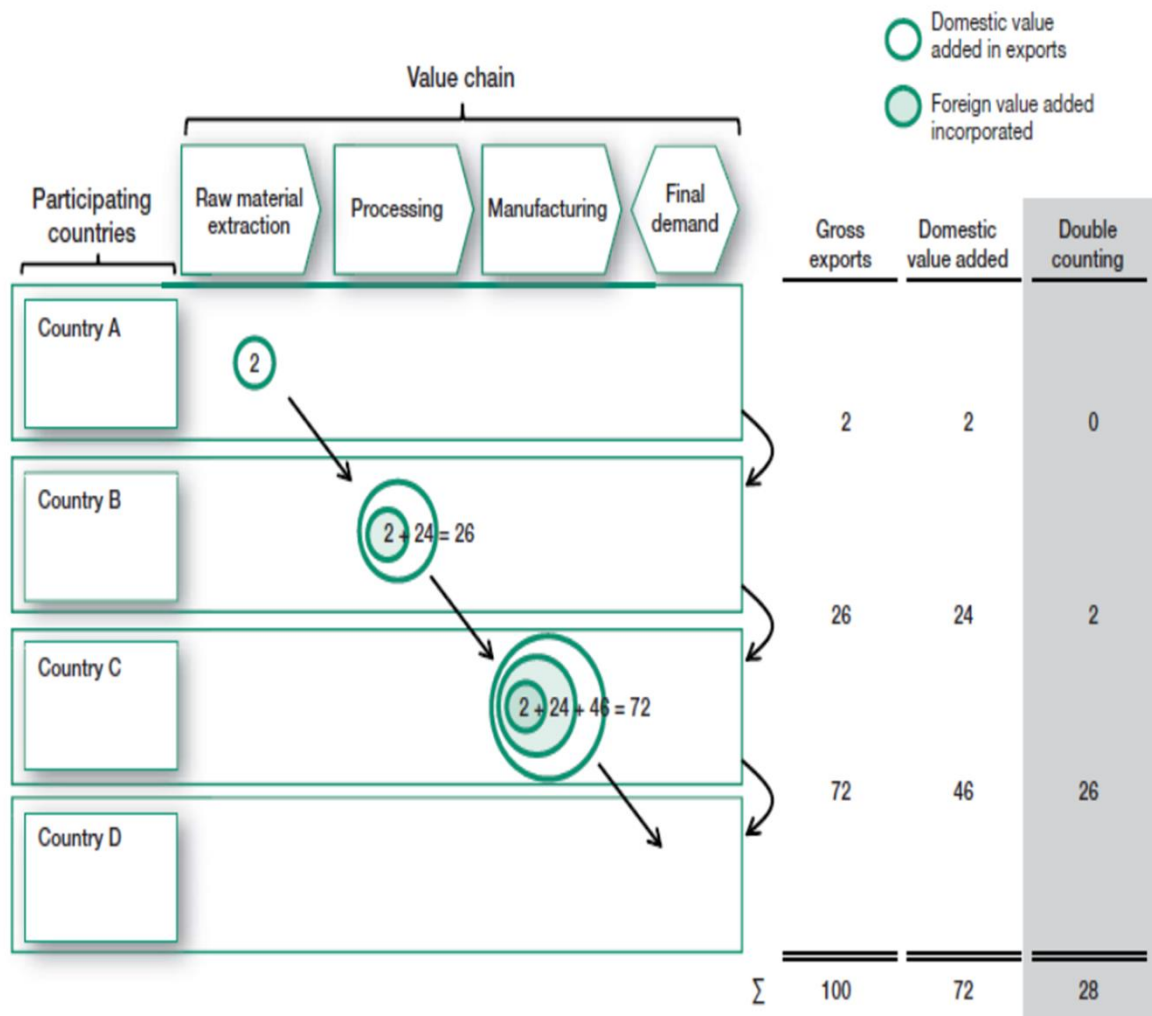 Domestic value
added in exports
Foreign value added
incorporated
Value chain
Participating
countries
Raw material
extraction
Processing
Manufacturing
Final
demand
Gross
exports
Domestic
value added
Double
counting
Country A
2
2 2 0
Country B
2 + 24 = 26
26 24 2
Country C
2 + 24 + 46 = 72
72 46 26
Country D
Σ 100 72 28